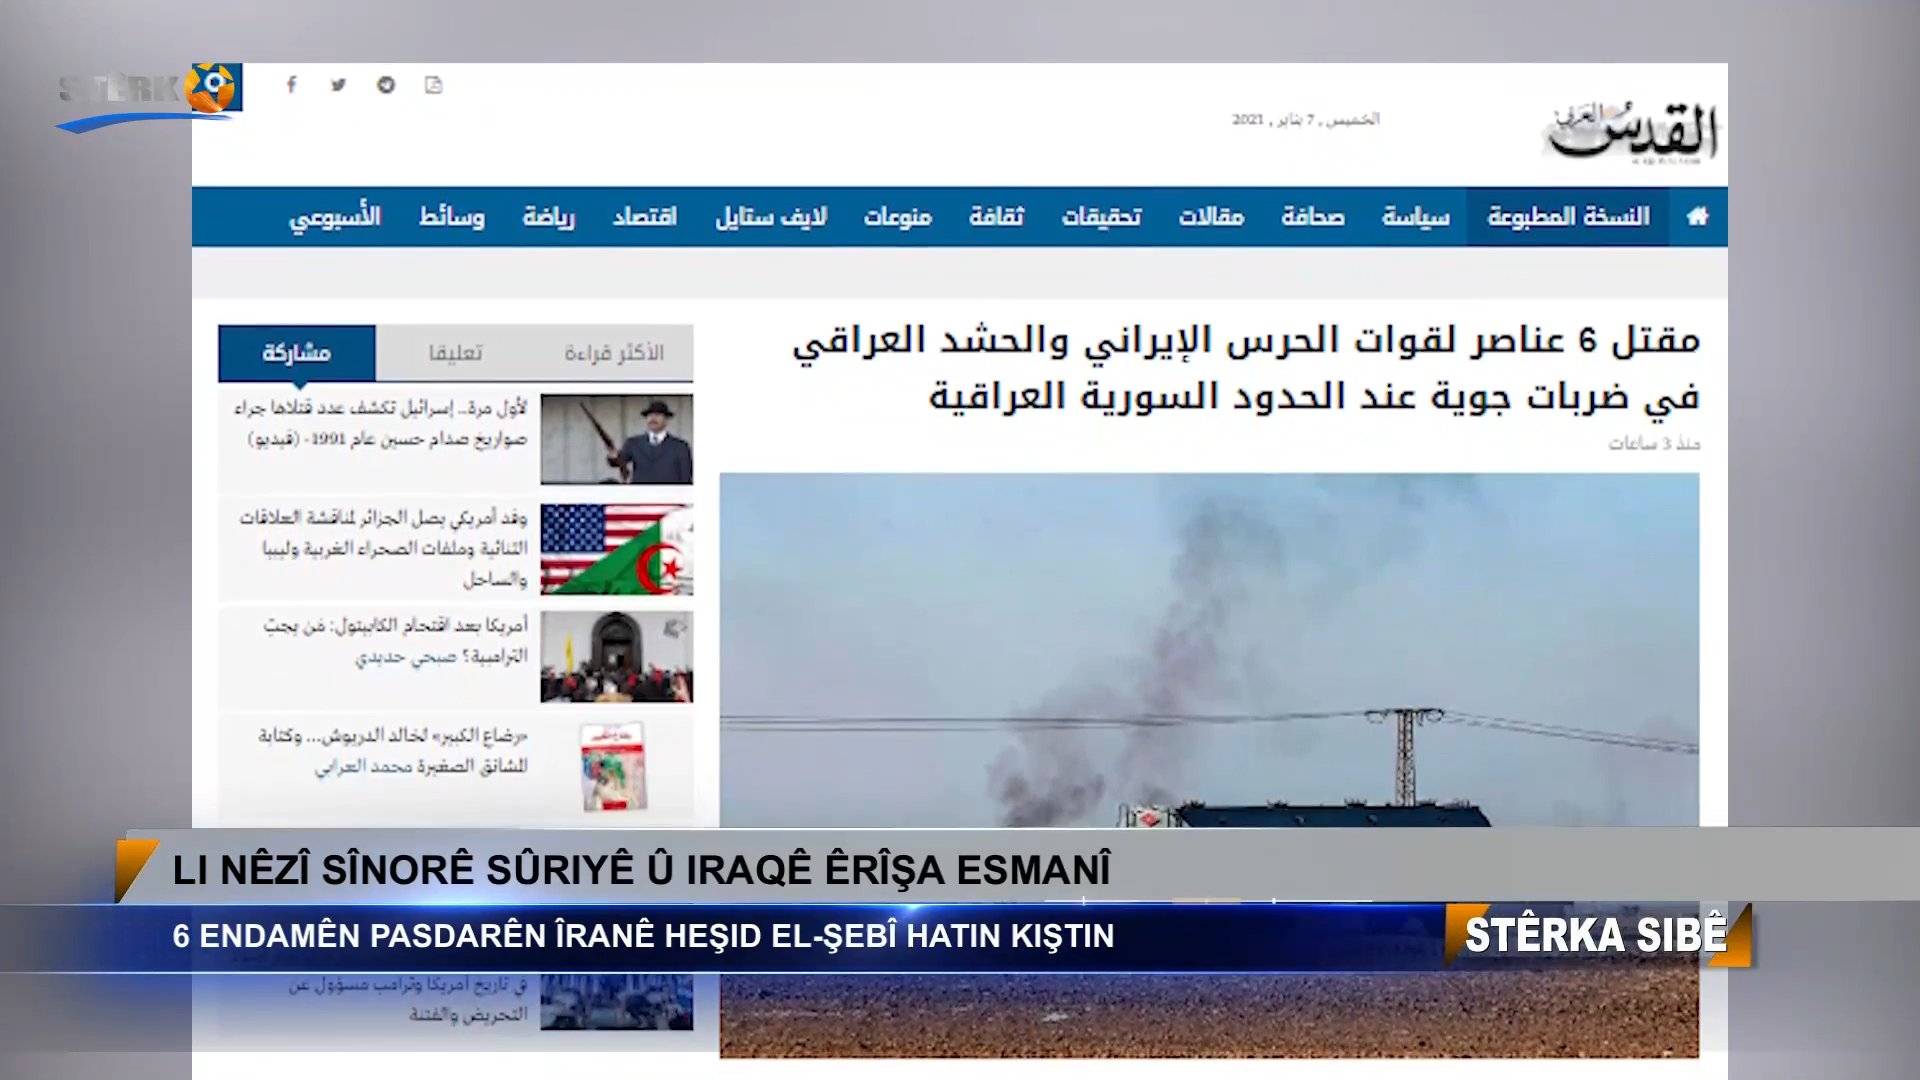 STÊRK
الخميس , 7 يناير , 2021
القدس العربي
النسخة المطبوعة سياسة صحافة مقالات تحقيقات ثقافة منوعات لايف ستايل اقتصاد رياضة وسائط الأسبوعي
مقتل 6 عناصر لقوات الحرس الإيراني والحشد العراقي
في ضربات جوية عند الحدود السورية العراقية
منذ 3 ساعات
الأكثر قراءة تعليقا مشاركة
لأول مرة.. إسرائيل تكشف عدد قتلاها جراء
صواريخ صدام حسين عام 1991- (فيديو)
وفد أمريكي يصل الجزائر لمناقشة العلاقات
الثنائية وملفات الصحراء الغربية وليبيا
والساحل
أمريكا بعد اقتحام الكابيتول: مَن يجبّ
الترامبية؟ صبحي حديدي
«رضاع الكبير» لخالد الدريوش... وكتابة
المشانق الصغيرة محمد العرابي
LI NÊZÎ SÎNORÊ SÛRIYÊ Û IRAQÊ ÊRÎŞA ESMANÎ
6 ENDAMÊN PASDARÊN ÎRANÊ HEŞID EL-ŞEBÎ HATIN KIŞTIN
STÊRKA SIBÊ
في تاريخ أمريكا وترامب مسؤول عن
التحريض والفتنة